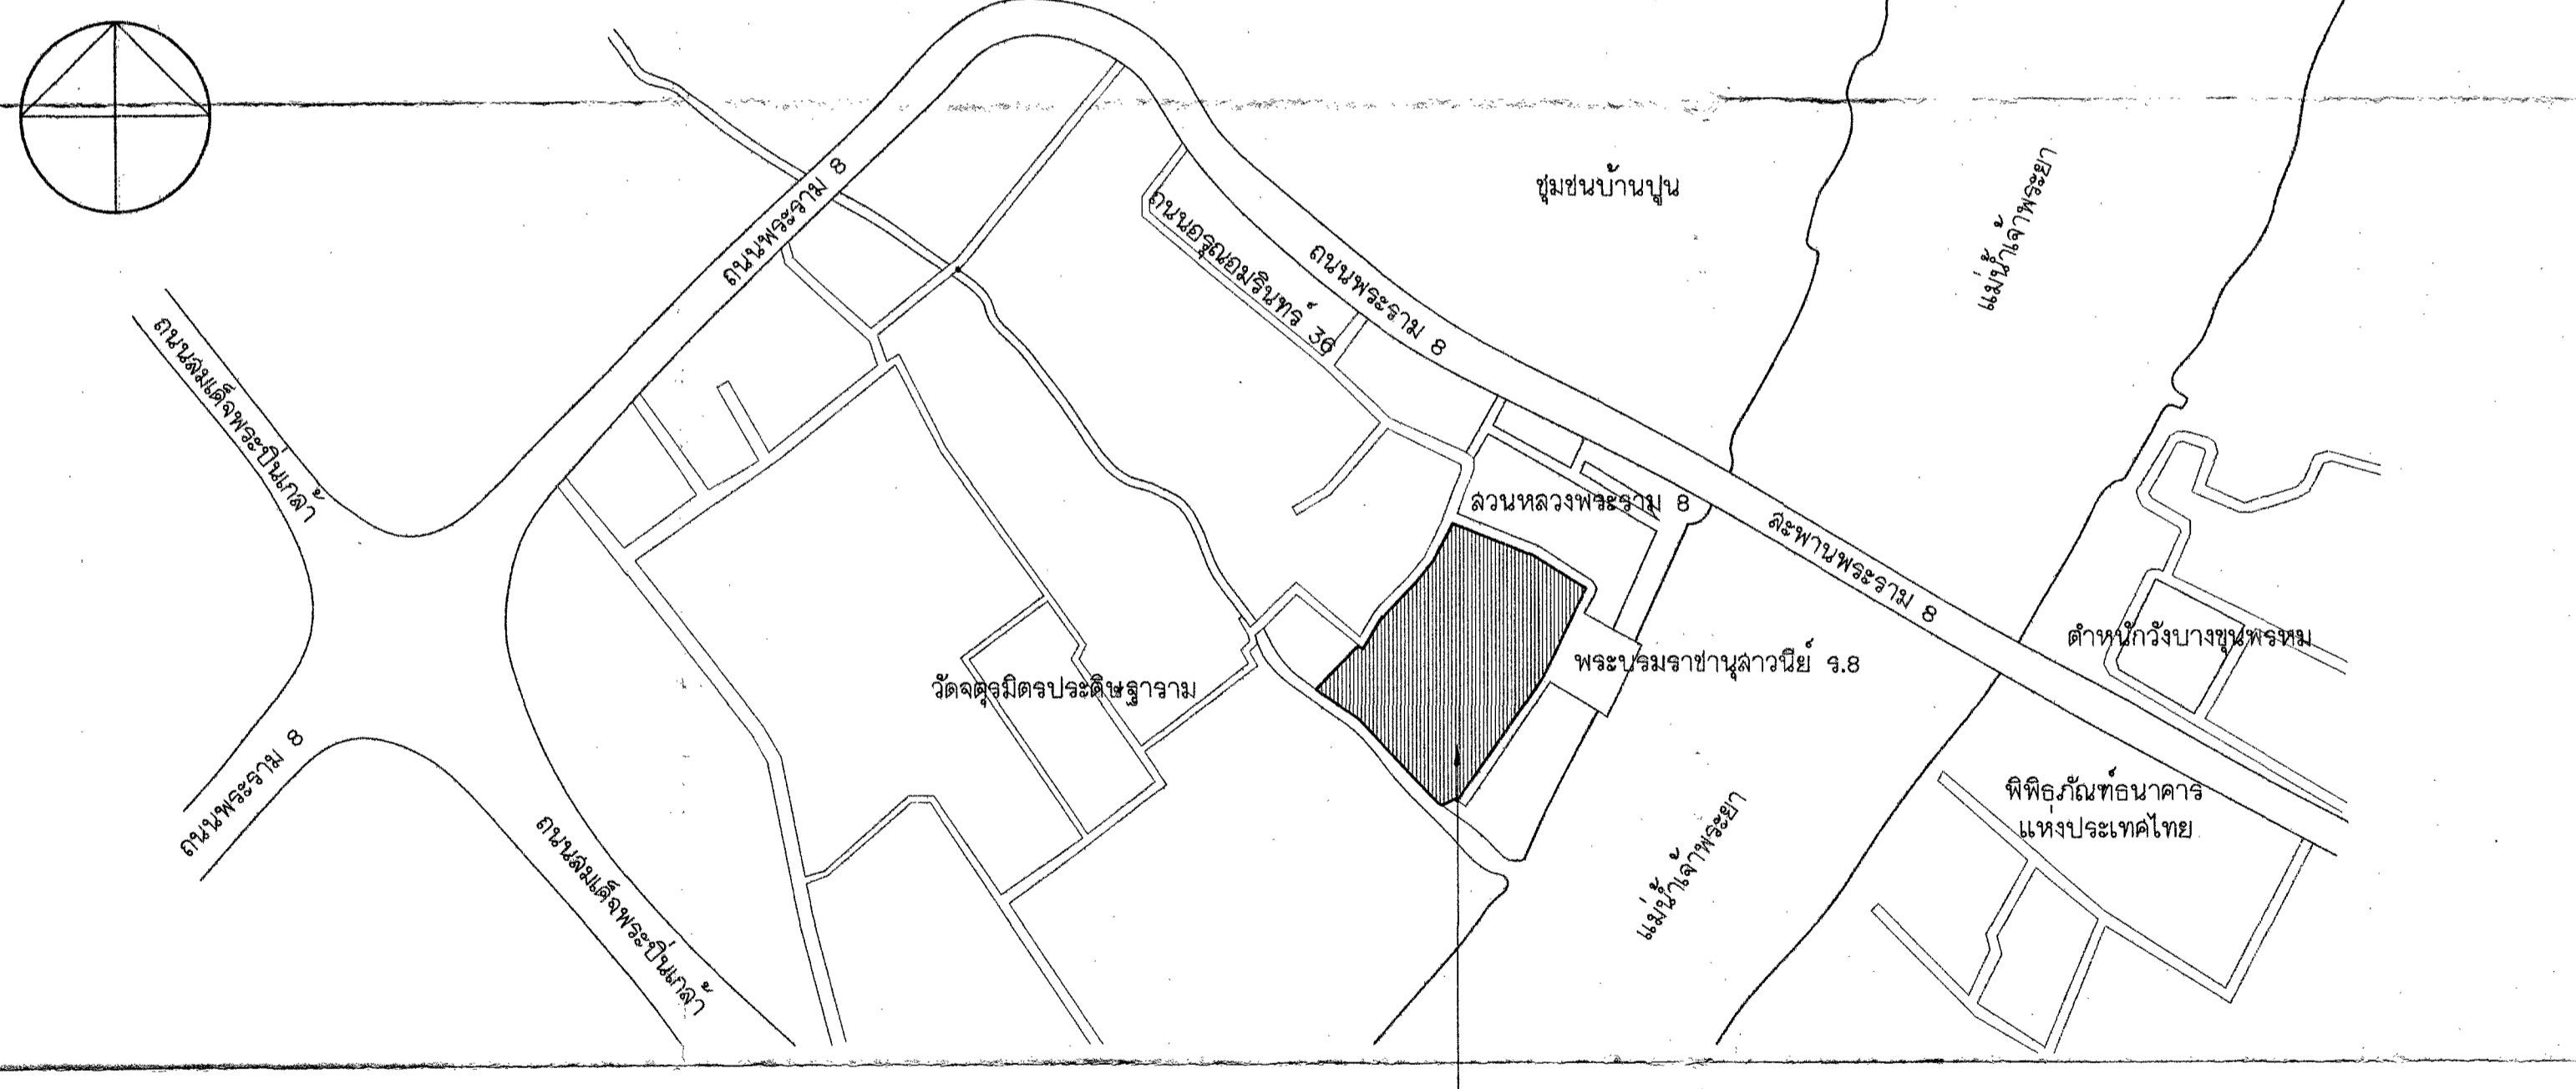 ชุมชนบ้านปูน
แม่น้ำเจ้าพระยา
ถนนพระราม 8
ถนนอรุณอมรินทร์ 36
ถนนพระราม 8
ถนนสมเด็จพระปิ่นเกล้า
สวนหลวงพระราม 8
สะพานพระราม 8
ตำหนักวังบางขุนพรหม
พระบรมราชานุสาวนีย์ ร.8
วัดจตุรมิตรประดิษฐาราม
ถนนพระราม 8
พิพิธภัณฑ์ธนาคาร
แห่งประเทศไทย
ถนนสมเด็จพระปิ่นเกล้า
แม่น้ำเจ้าพระยา